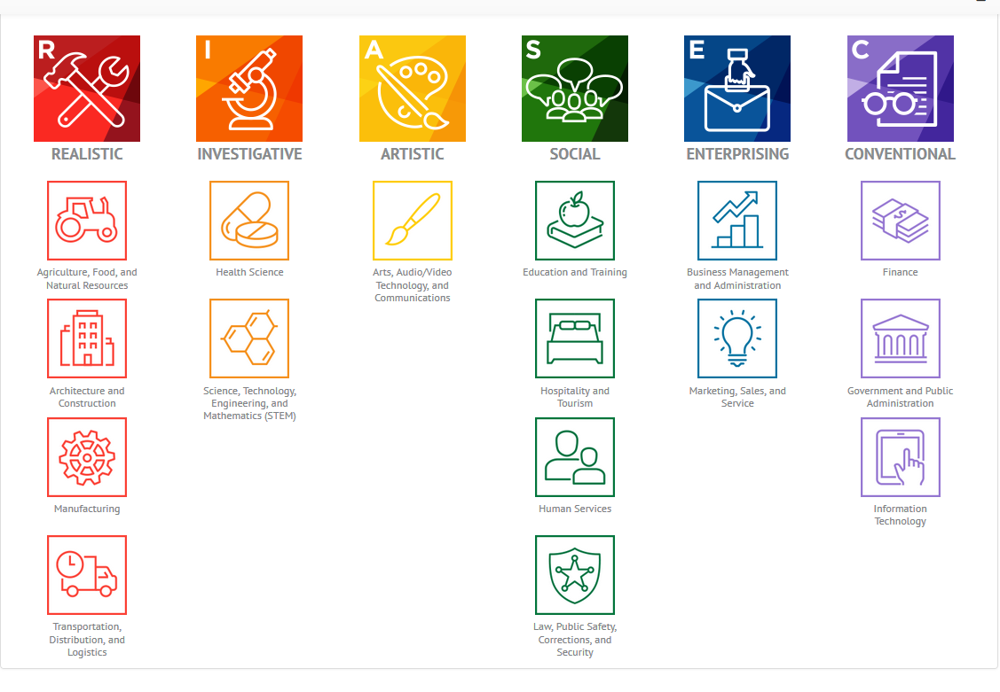 R
I
A
S
E
C
REALISTIC
INVESTIGATIVE
ARTISTIC
SOCIAL
ENTERPRISING
CONVENTIONAL
Agriculture, Food, and
Natural Resources
Health Science
Arts, Audio/Video
Technology, and
Communications
Education and Training
Business Management
and Administration
Finance
Architecture and
Construction
Science, Technology,
Engineering, and
Mathematics (STEM)
Hospitality and
Tourism
Marketing, Sales, and
Service
Government and Public
Administration
Manufacturing
Human Services
Information
Technology
Transportation,
Distribution, and
Logistics
Law, Public Safety,
Corrections, and
Security